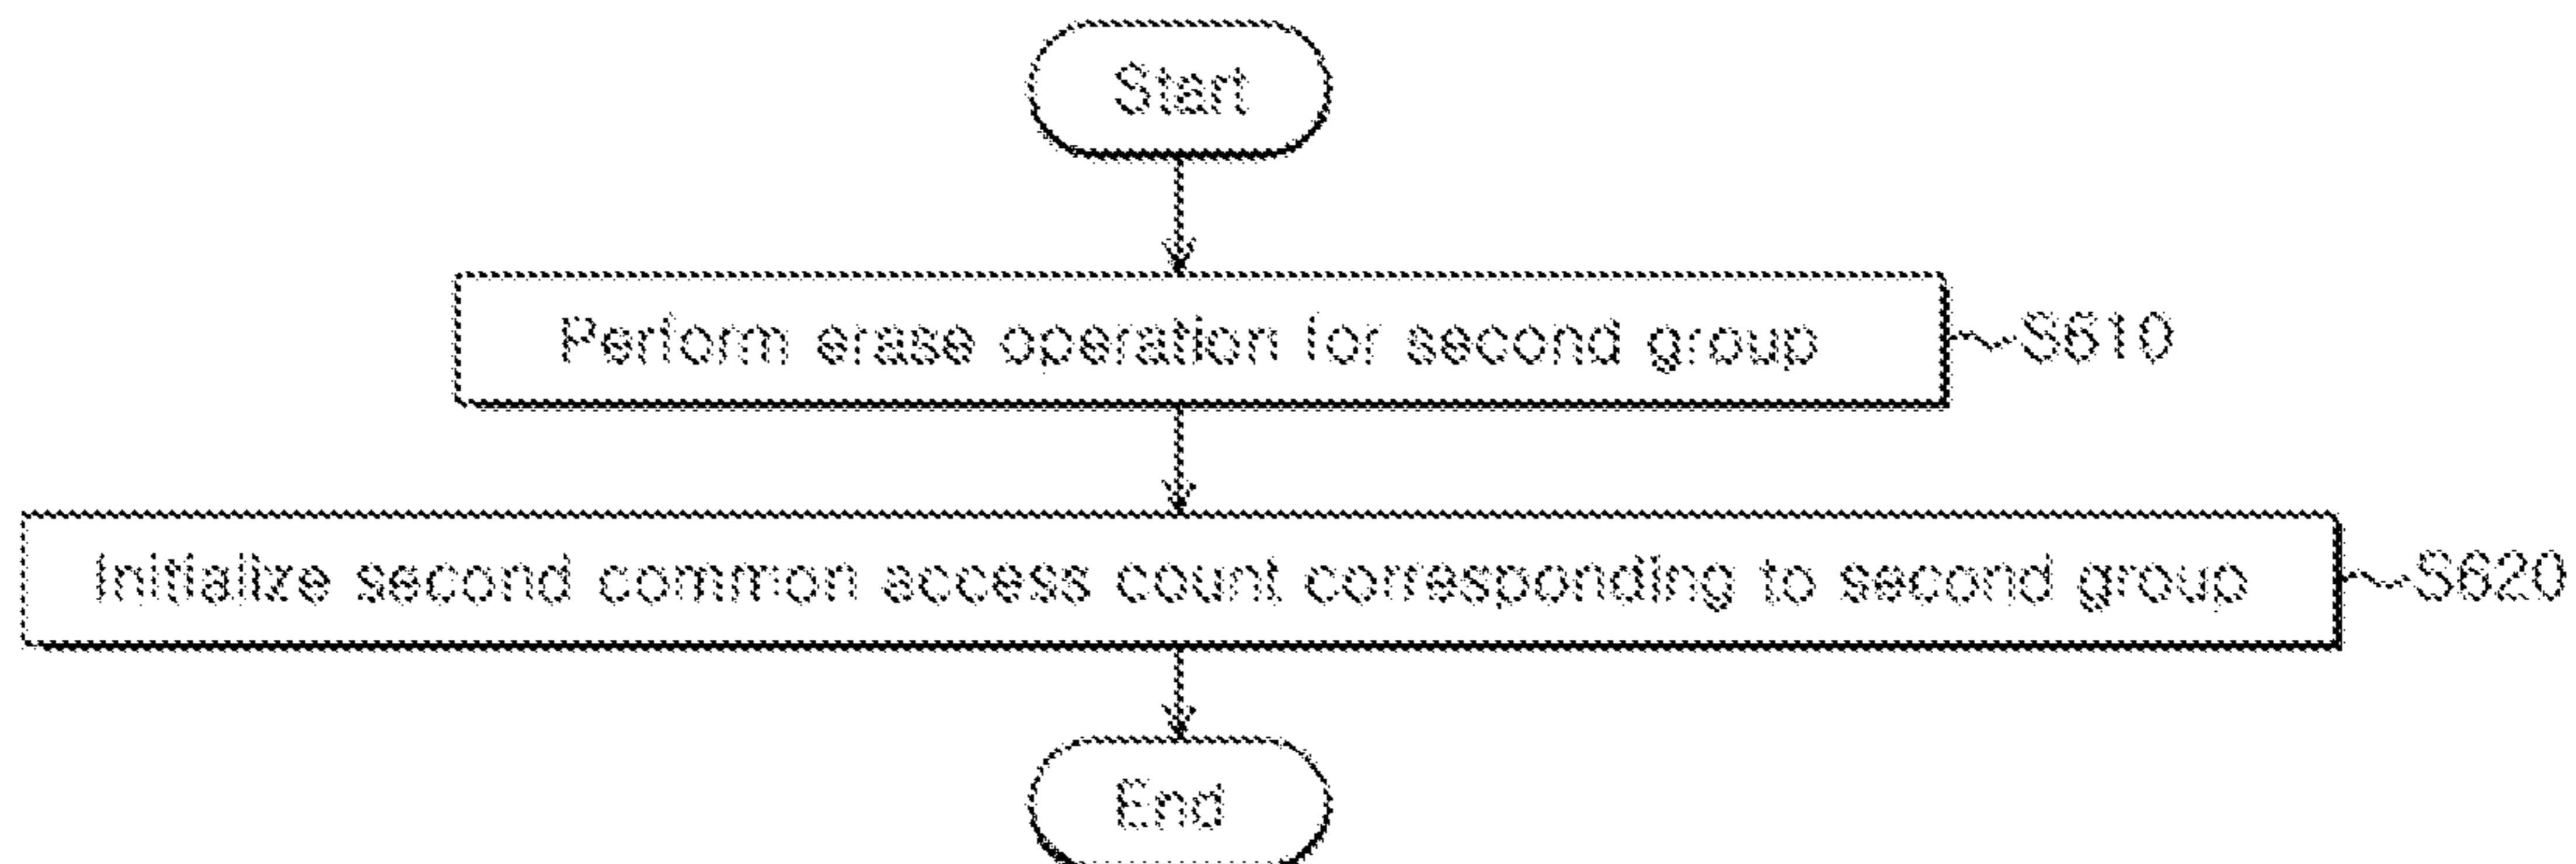 Start
Perform erase operation for second group
S610
Initialize second common access count corresponding to second group
S620
End